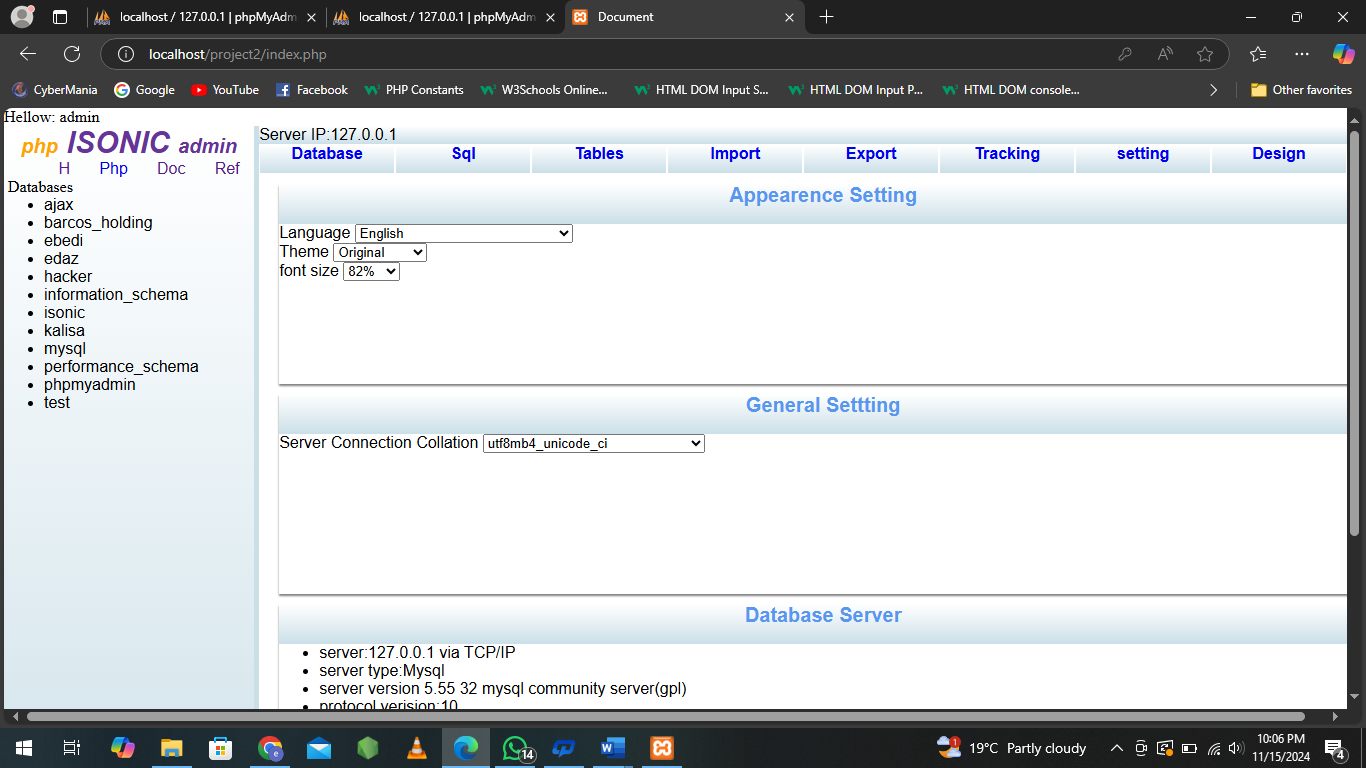 localhost / 127.0.0.1 | phpMyAdm
localhost / 127.0.0.1 | phpMyAdm
Document
localhost/project2/index.php
CyberMania
Google
YouTube
Facebook
PHP Constants
W3Schools Online...
HTML DOM Input S...
HTML DOM Input P...
HTML DOM console...
Other favorites
Hellow: admin
php ISONIC admin
H Php Doc Ref
Databases
ajax
barcos_holding
ebedi
edaz
hacker
information_schema
isonic
kalisa
mysql
performance_schema
phpmyadmin
test
Server IP:127.0.0.1
Database Sql Tables Import Export Tracking setting Design
Appearence Setting
Language English
Theme Original
font size 82%
General Settting
Server Connection Collation utf8mb4_unicode_ci
Database Server
server:127.0.0.1 via TCP/IP
server type:Mysql
server version 5.55 32 mysql community server(gpl)
protocol verision:10
14
1
19°C Partly cloudy
10:06 PM
11/15/2024
4